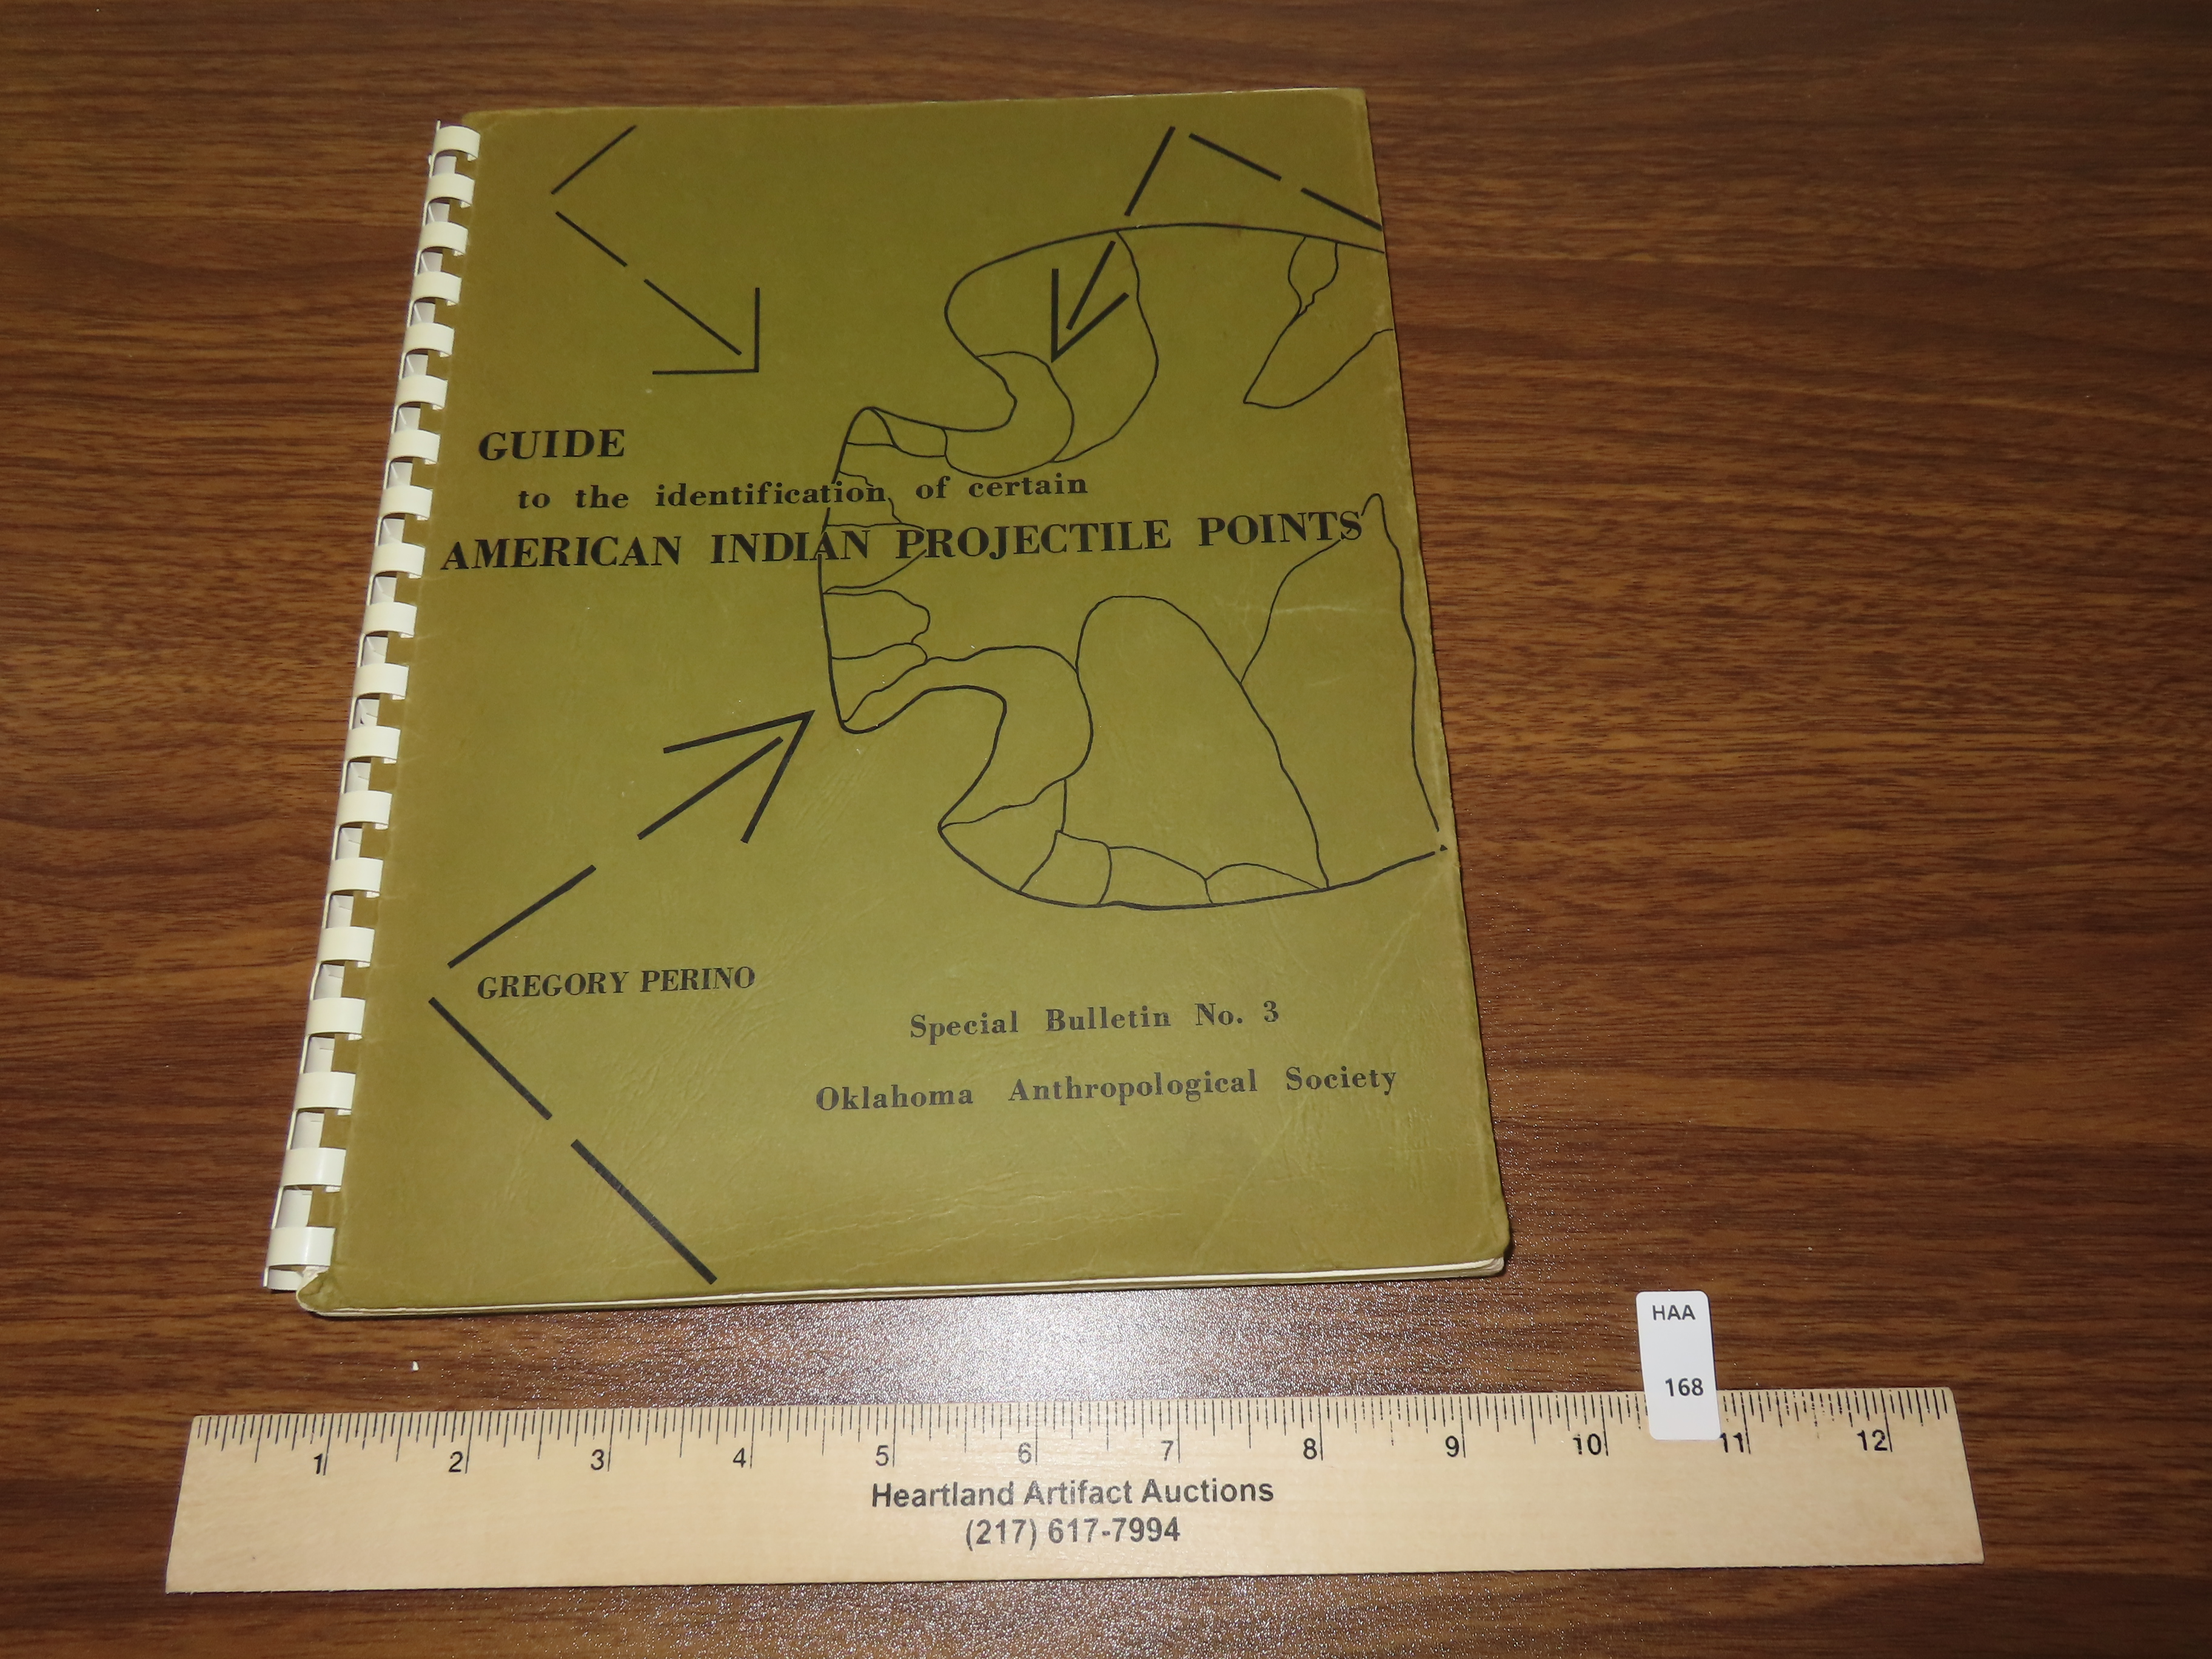 GUIDE
to the identification of certain
AMERICAN INDIAN PROJECTILE POINTS
GREGORY PERINO
Special Bulletin No. 3
Oklahoma Anthropological Society
HAA
168
1 2 3 4 5 6 7 8 9 10 11 12
Heartland Artifact Auctions
(217) 617-7994